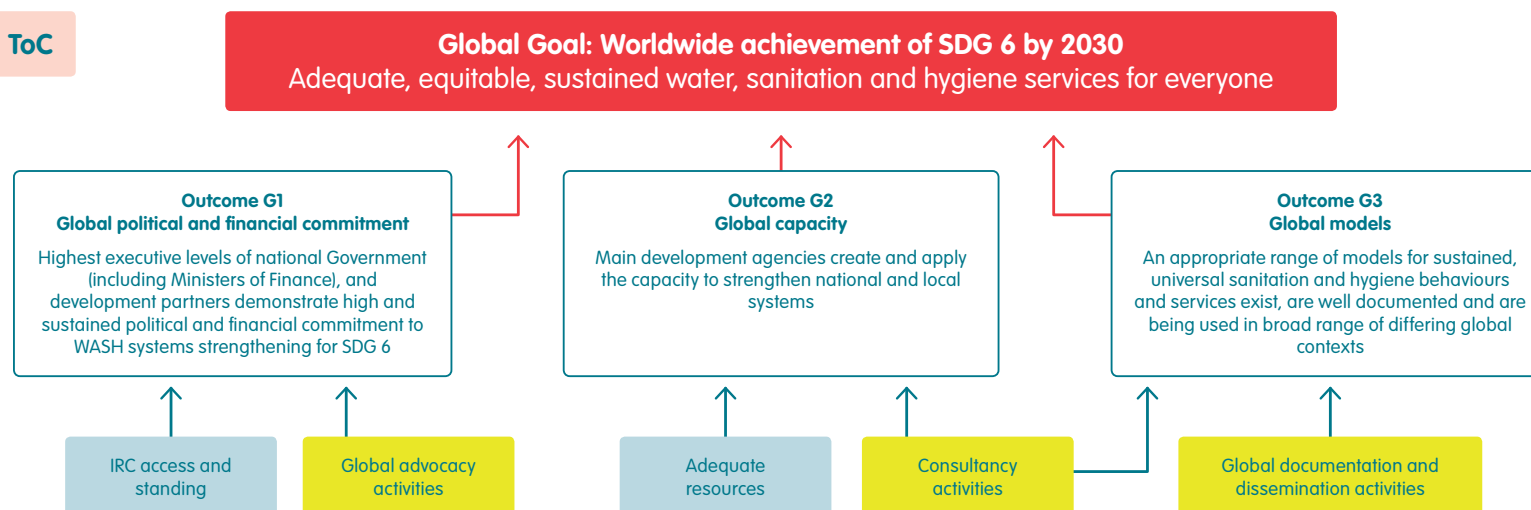 ToC
Global Goal: Worldwide achievement of SDG 6 by 2030
Adequate, equitable, sustained water, sanitation and hygiene services for everyone
Outcome G1
Global political and financial commitment
Highest executive levels of national Government
(including Ministers of Finance), and
development partners demonstrate high and
sustained political and financial commitment to
WASH systems strengthening for SDG 6
Outcome G2
Global capacity
Main development agencies create and apply
the capacity to strengthen national and local
systems
Outcome G3
Global models
An appropriate range of models for sustained,
universal sanitation and hygiene behaviours
and services exist, are well documented and are
being used in broad range of differing global
contexts
IRC access and
standing
Global advocacy
activities
Adequate
resources
Consultancy
activities
Global documentation and
dissemination activities